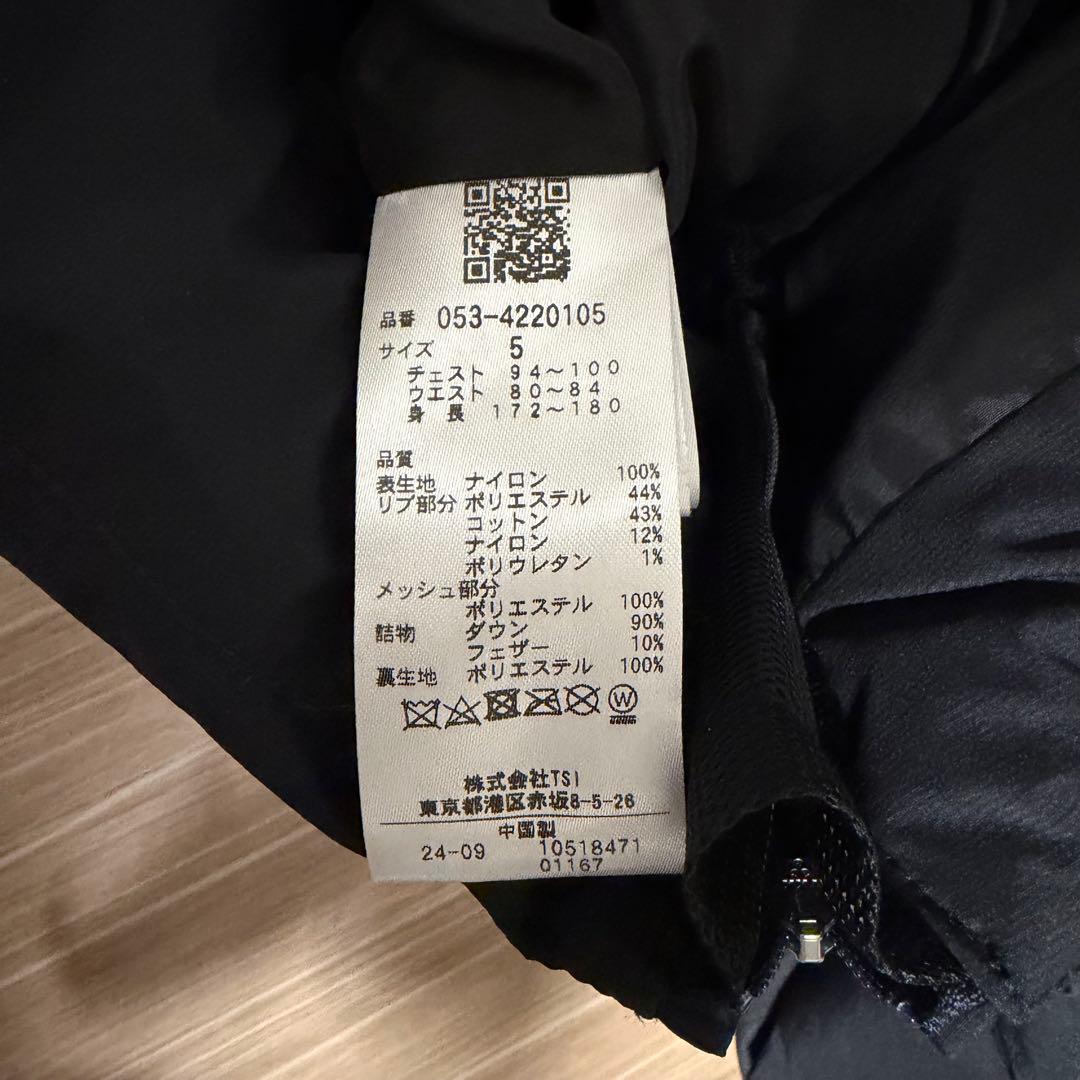 品番 053-4220105
サイズ 5
チェスト 94～100
ウエスト 80～84
身長 172～180
品質
表生地 ナイロン 100%
リブ部分 ポリエステル 44%
コットン 43%
ナイロン 12%
ポリウレタン 1%
メッシュ部分
ポリエステル 100%
詰物 ダウン 90%
フェザー 10%
裏生地 ポリエステル 100%
W
株式会社TSI
東京都港区赤坂8-5-26
中国製
24-09 10518471
01167